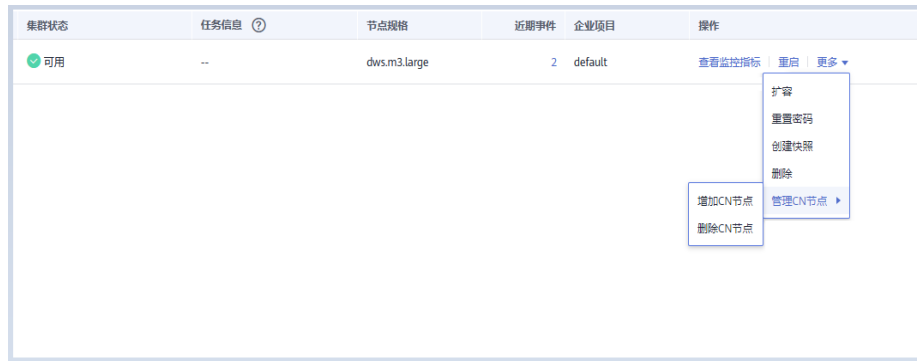 集群状态 任务信息 ? 节点规格 近期事件 企业项目 操作
可用 -- dws.m3.large 2 default 查看监控指标 重启 更多
扩容
重置密码
创建快照
删除
管理CN节点
增加CN节点
删除CN节点